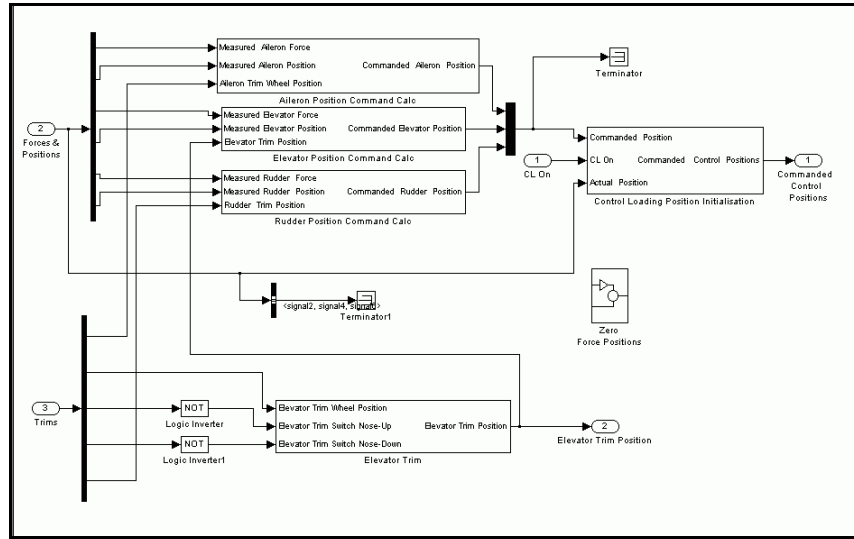 Measured Aileron Force
Measured Aileron Position
Commanded Aileron Position
Aileron Trim Wheel Position
Aileron Position Command Calc
Terminator
2
Forces &
Positions
Measured Elevator Force
Measured Elevator Position
Commanded Elevator Position
Elevator Trim Position
Elevator Position Command Calc
Measured Rudder Force
Measured Rudder Position
Commanded Rudder Position
Rudder Trim Position
Rudder Position Command Calc
1
CL On
Commanded Position
CL On
Commanded Control Positions
Actual Position
Control Loading Position Initialisation
1
Commanded
Control
Positions
<signal2, signal4, signal6>
Terminator1
Zero
Force Positions
3
Trims
NOT
Logic Inverter
NOT
Logic Inverter1
Elevator Trim Wheel Position
Elevator Trim Switch Nose-Up
Elevator Trim Position
Elevator Trim Switch Nose-Down
Elevator Trim
2
Elevator Trim Position